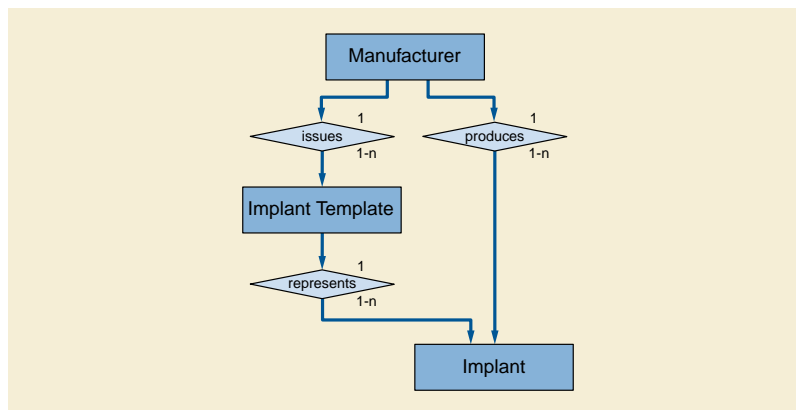 Manufacturer
1
1
issues
produces
1-n
1-n
Implant Template
1
represents
1-n
Implant